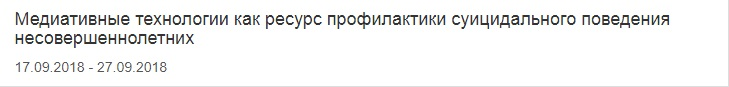 Медиативные технологии как ресурс профилактики суицидального поведения
несовершеннолетних
17.09.2018 - 27.09.2018